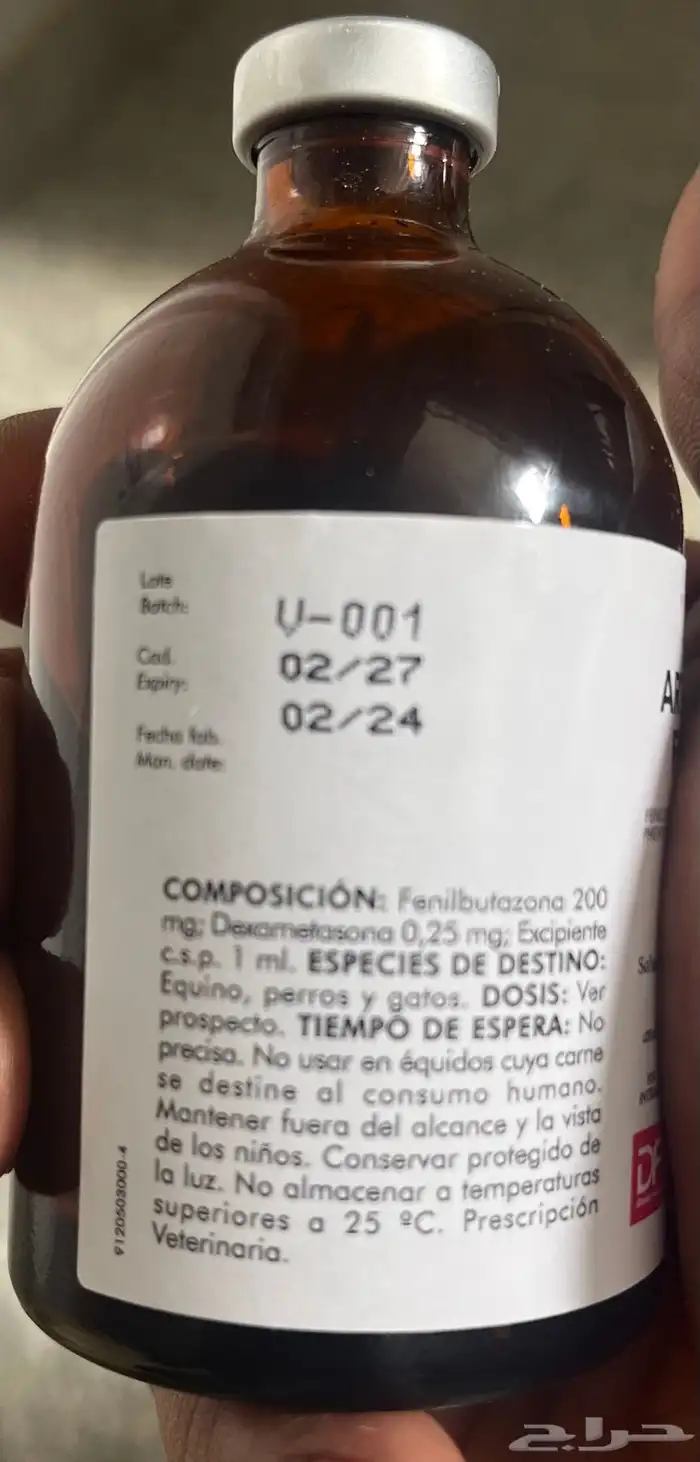 Lote
Batch:
V-001
Cad.
Expiry:
02/27
Fecha fab.
Man. date:
02/24
COMPOSICIÓN: Fenilbutazona 200
mg; Dexametasona 0,25 mg; Excipiente
c.s.p. 1 ml. ESPECIES DE DESTINO:
Equino, perros y gatos. DOSIS: Ver
prospecto. TIEMPO DE ESPERA: No
precisa. No usar en équidos cuya carne
se destine al consumo humano.
Mantener fuera del alcance y la vista
de los niños. Conservar protegido de
la luz. No almacenar a temperaturas
superiores a 25 ºC. Prescripción
Veterinaria.
9120503000-4
AR
DF
حراج